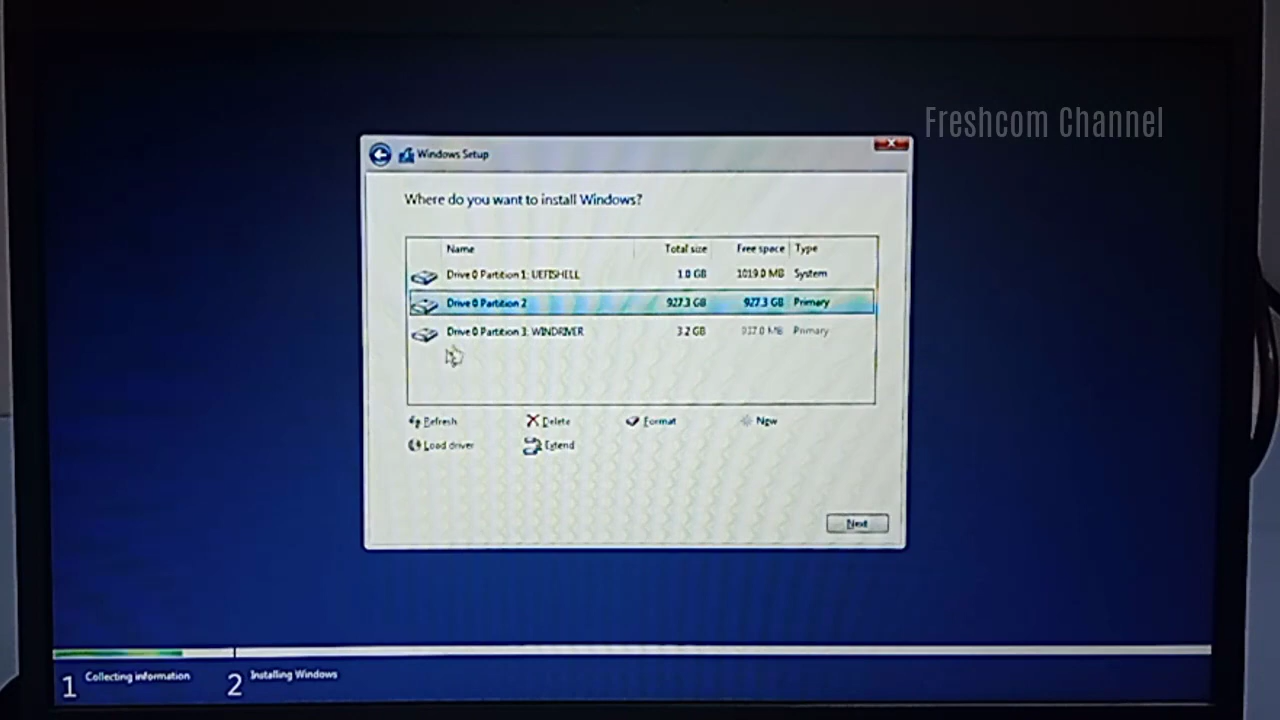 Freshcom Channel
Windows Setup
Where do you want to install Windows?
Name Total size Free space Type
Drive 0 Partition 1: UEFISHELL 1.0 GB 1019.0 MB System
Drive 0 Partition 2 927.3 GB 927.3 GB Primary
Drive 0 Partition 3: WINDRIVER 3.2 GB MB Primary
Refresh Delete Format New
Load driver Extend
Next
1 Collecting information 2 Installing Windows